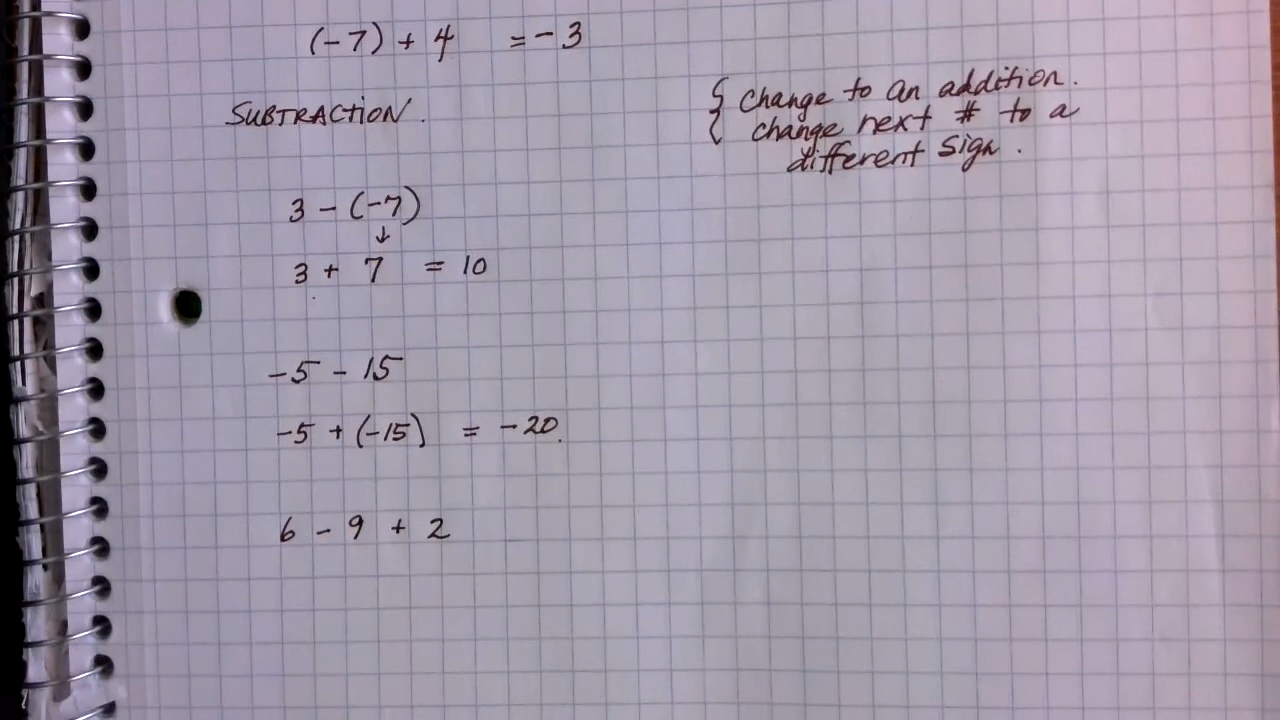 (-7) + 4 = -3
SUBTRACTION.
{ Change to an addition.
change next # to a
different sign.
3 - (-7)
↓
3 + 7 = 10
-5 - 15
-5 + (-15) = -20.
6 - 9 + 2